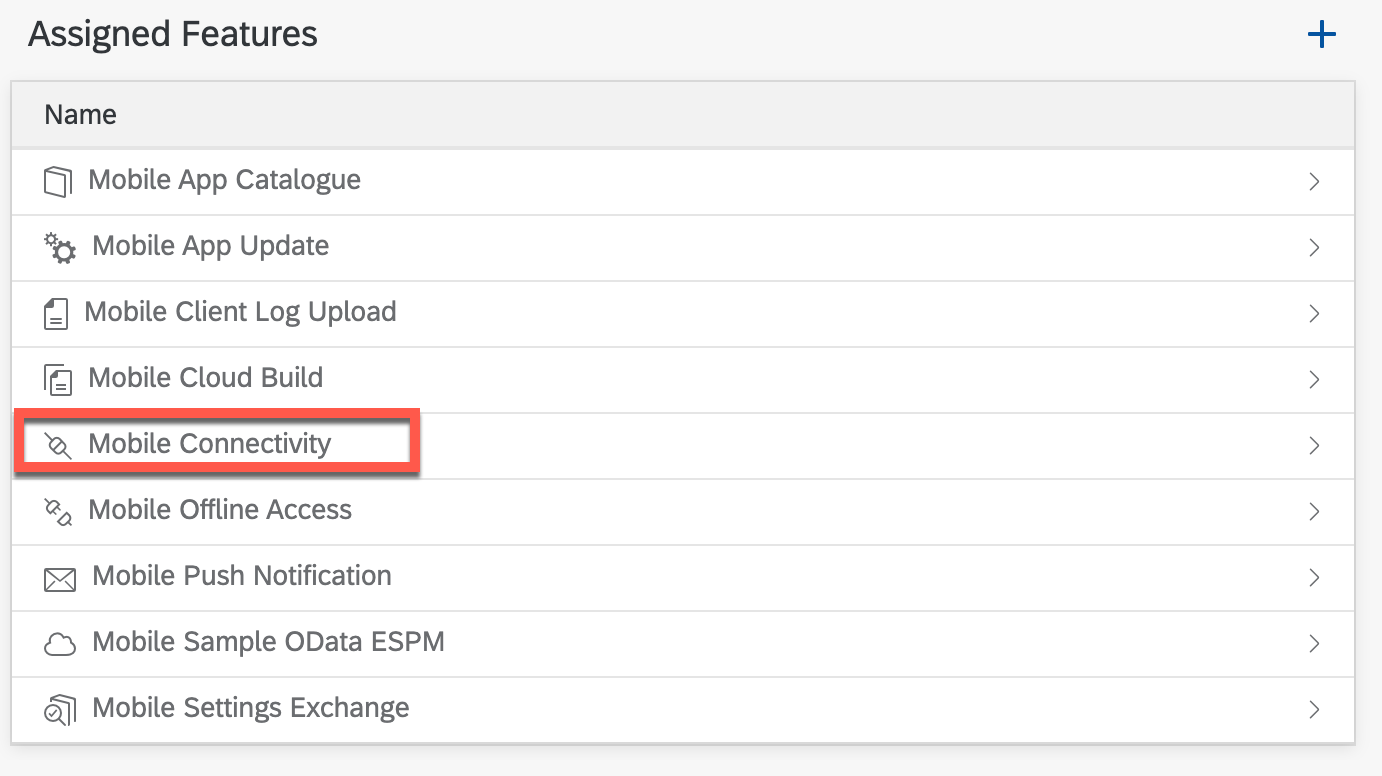 Assigned Features
Name
Mobile App Catalogue
Mobile App Update
Mobile Client Log Upload
Mobile Cloud Build
Mobile Connectivity
Mobile Offline Access
Mobile Push Notification
Mobile Sample OData ESPM
Mobile Settings Exchange